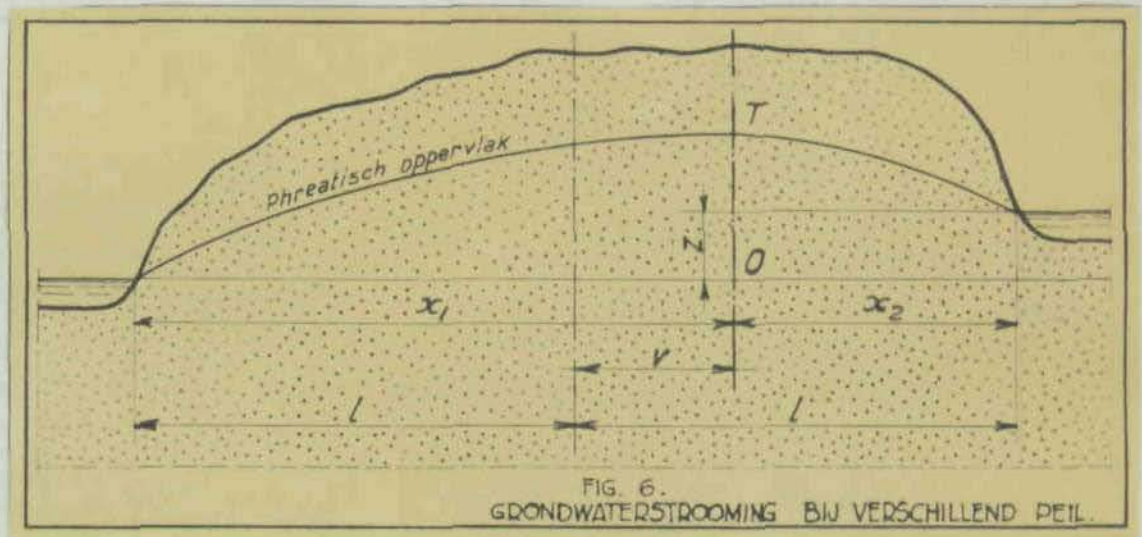 T
Phreatisch oppervlak
Z
O
x₁
x₂
V
l
l
FIG. 6.
GRONDWATERSTROOMING BIJ VERSCHILLEND PEIL.